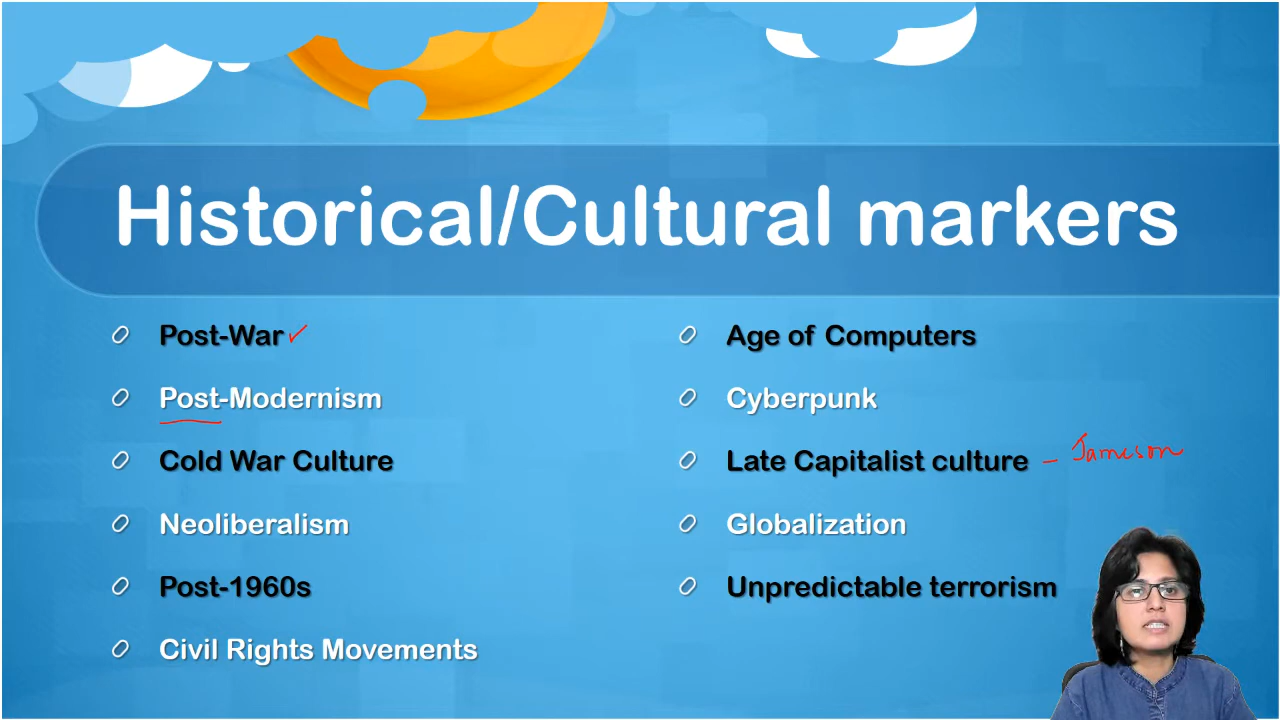 Historical/Cultural markers
Post-War
Post-Modernism
Cold War Culture
Neoliberalism
Post-1960s
Civil Rights Movements
Age of Computers
Cyberpunk
Late Capitalist culture – Jameson
Globalization
Unpredictable terrorism